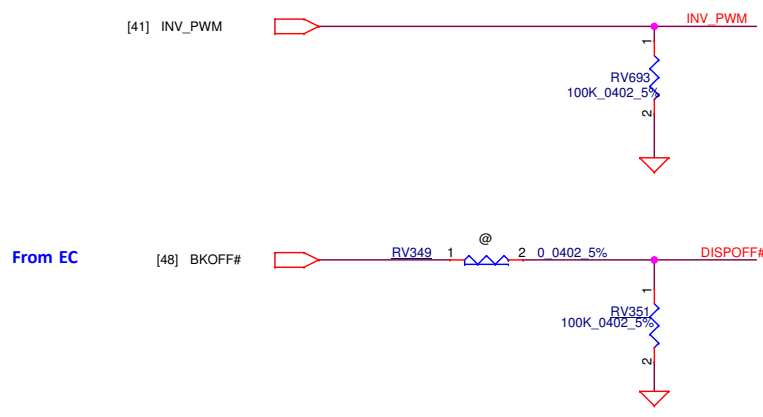 [41] INV_PWM
INV_PWM
1
RV693
100K_0402_5%
2
@
From EC
[48] BKOFF#
RV349 1 2 0_0402_5%
DISPOFF#
1
RV351
100K_0402_5%
2